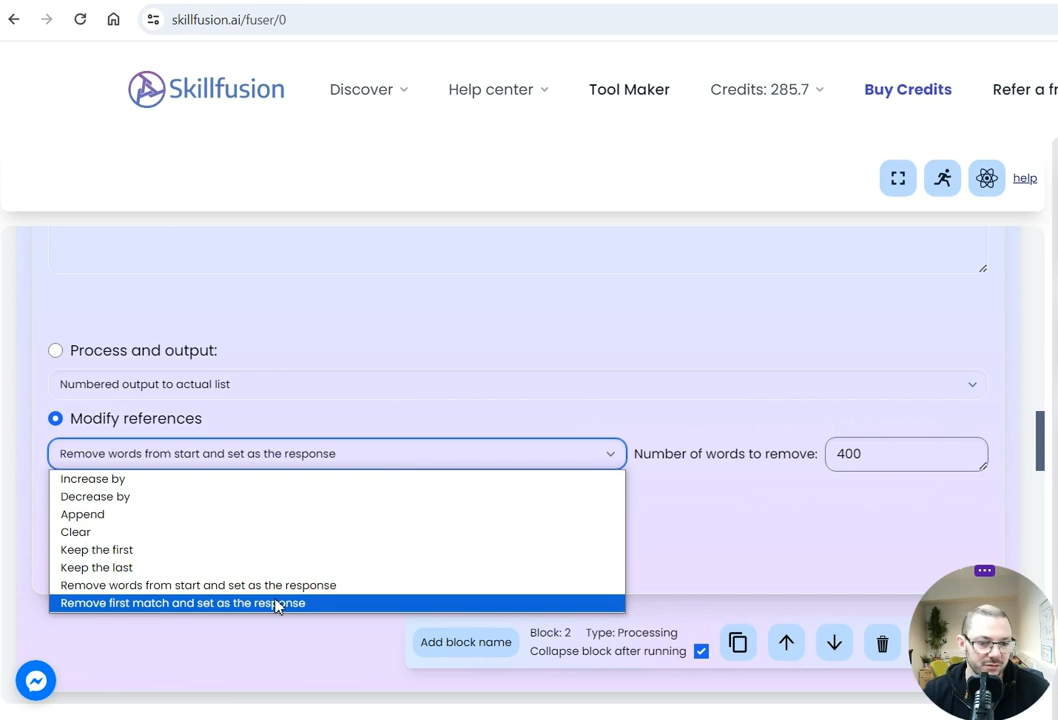 skillfusion.ai/fuser/0
Skillfusion Discover Help center Tool Maker Credits: 285.7 Buy Credits Refer a fr
help
Process and output:
Numbered output to actual list
Modify references
Remove words from start and set as the response Number of words to remove: 400
Increase by
Decrease by
Append
Clear
Keep the first
Keep the last
Remove words from start and set as the response
Remove first match and set as the response
Add block name Block: 2 Type: Processing
Collapse block after running